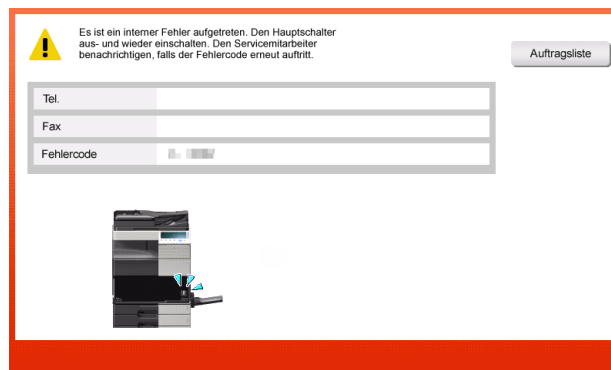 Es ist ein interner Fehler aufgetreten. Den Hauptschalter
aus- und wieder einschalten. Den Servicemitarbeiter
benachrichtigen, falls der Fehlercode erneut auftritt.
Auftragsliste
Tel.
Fax
Fehlercode